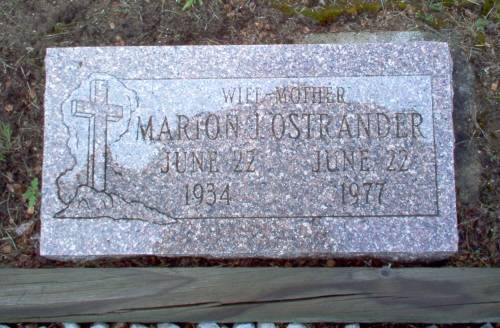 WIFE-MOTHER
MARION J OSTRANDER
JUNE 22 JUNE 22
1934 1977